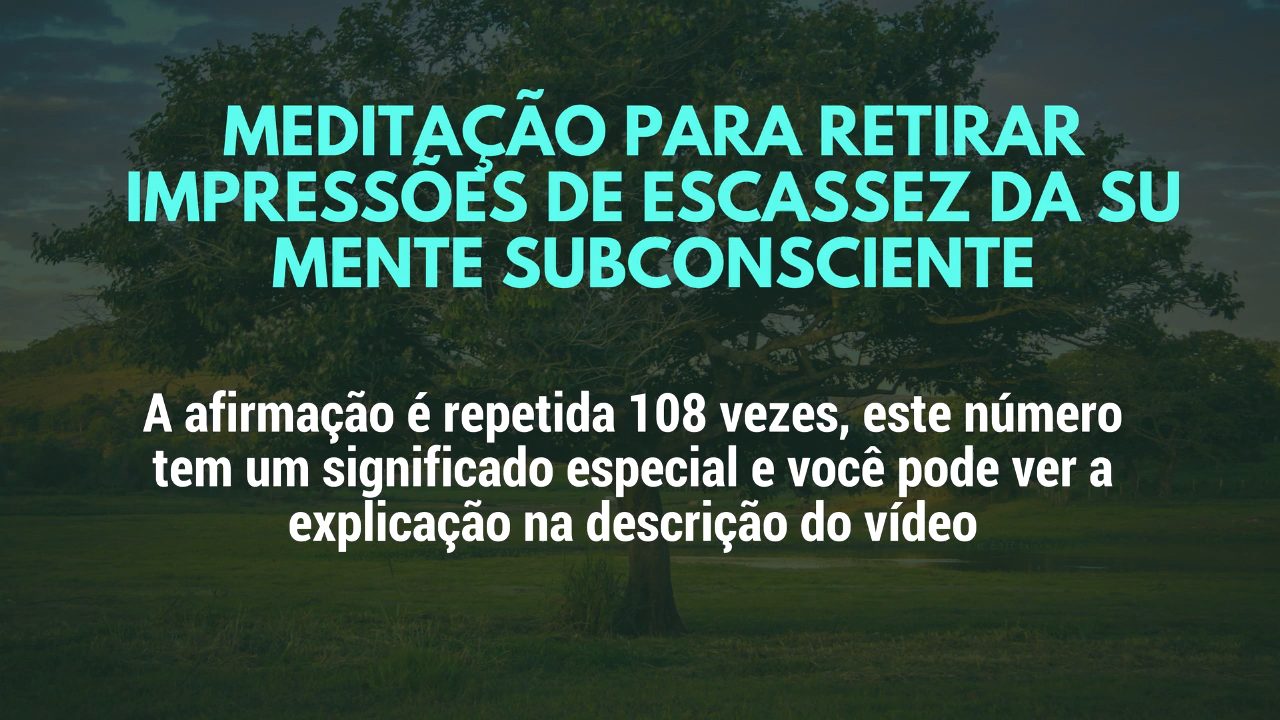 MEDITAÇÃO PARA RETIRAR
IMPRESSÕES DE ESCASSEZ DA SU
MENTE SUBCONSCIENTE
A afirmação é repetida 108 vezes, este número
tem um significado especial e você pode ver a
explicação na descrição do vídeo